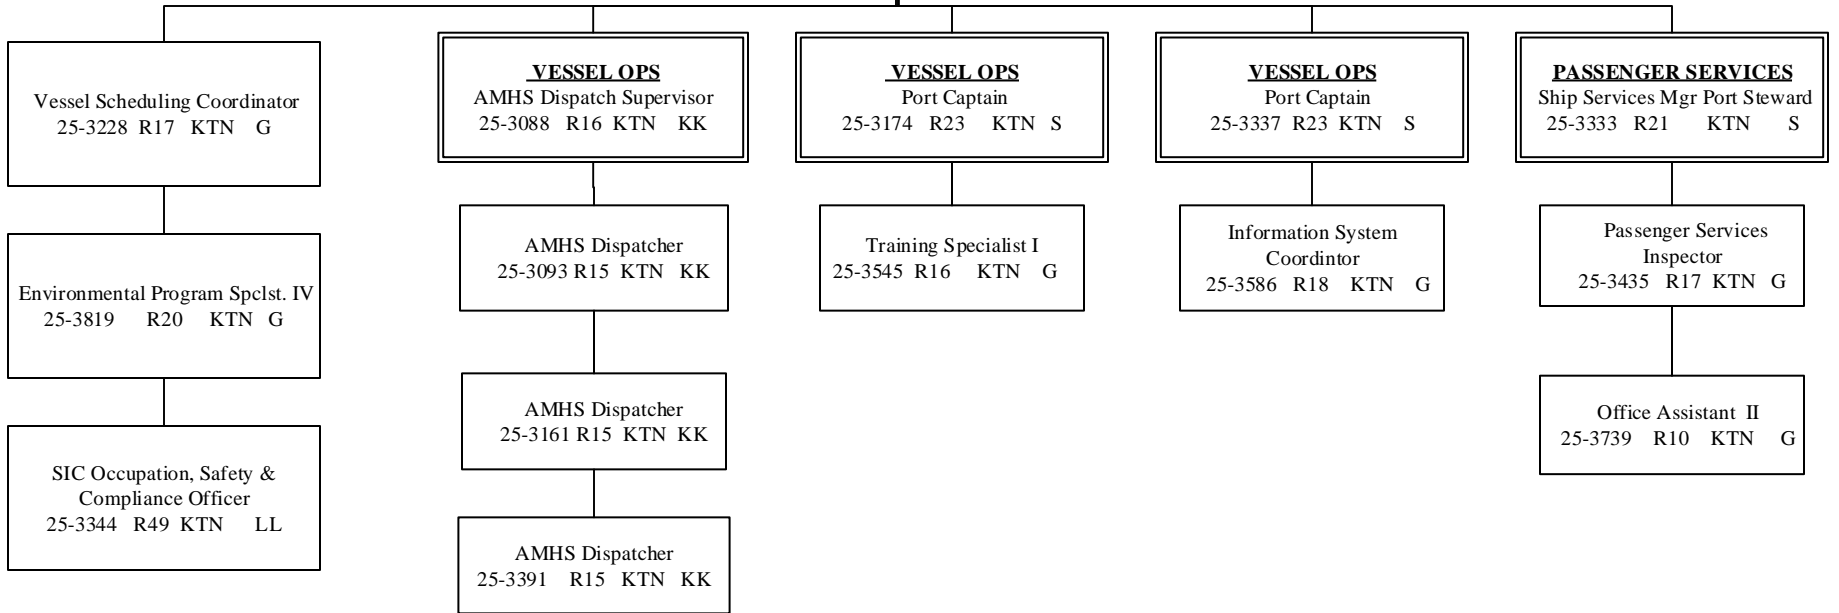 Vessel Scheduling Coordinator
25-3228 R17 KTN G
Environmental Program Spclst. IV
25-3819 R20 KTN G
SIC Occupation, Safety &
Compliance Officer
25-3344 R49 KTN LL
VESSEL OPS
AMHS Dispatch Supervisor
25-3088 R16 KTN KK
AMHS Dispatcher
25-3093 R15 KTN KK
AMHS Dispatcher
25-3161 R15 KTN KK
AMHS Dispatcher
25-3391 R15 KTN KK
VESSEL OPS
Port Captain
25-3174 R23 KTN S
Training Specialist I
25-3545 R16 KTN G
VESSEL OPS
Port Captain
25-3337 R23 KTN S
Information System
Coordintor
25-3586 R18 KTN G
PASSENGER SERVICES
Ship Services Mgr Port Steward
25-3333 R21 KTN S
Passenger Services
Inspector
25-3435 R17 KTN G
Office Assistant II
25-3739 R10 KTN G